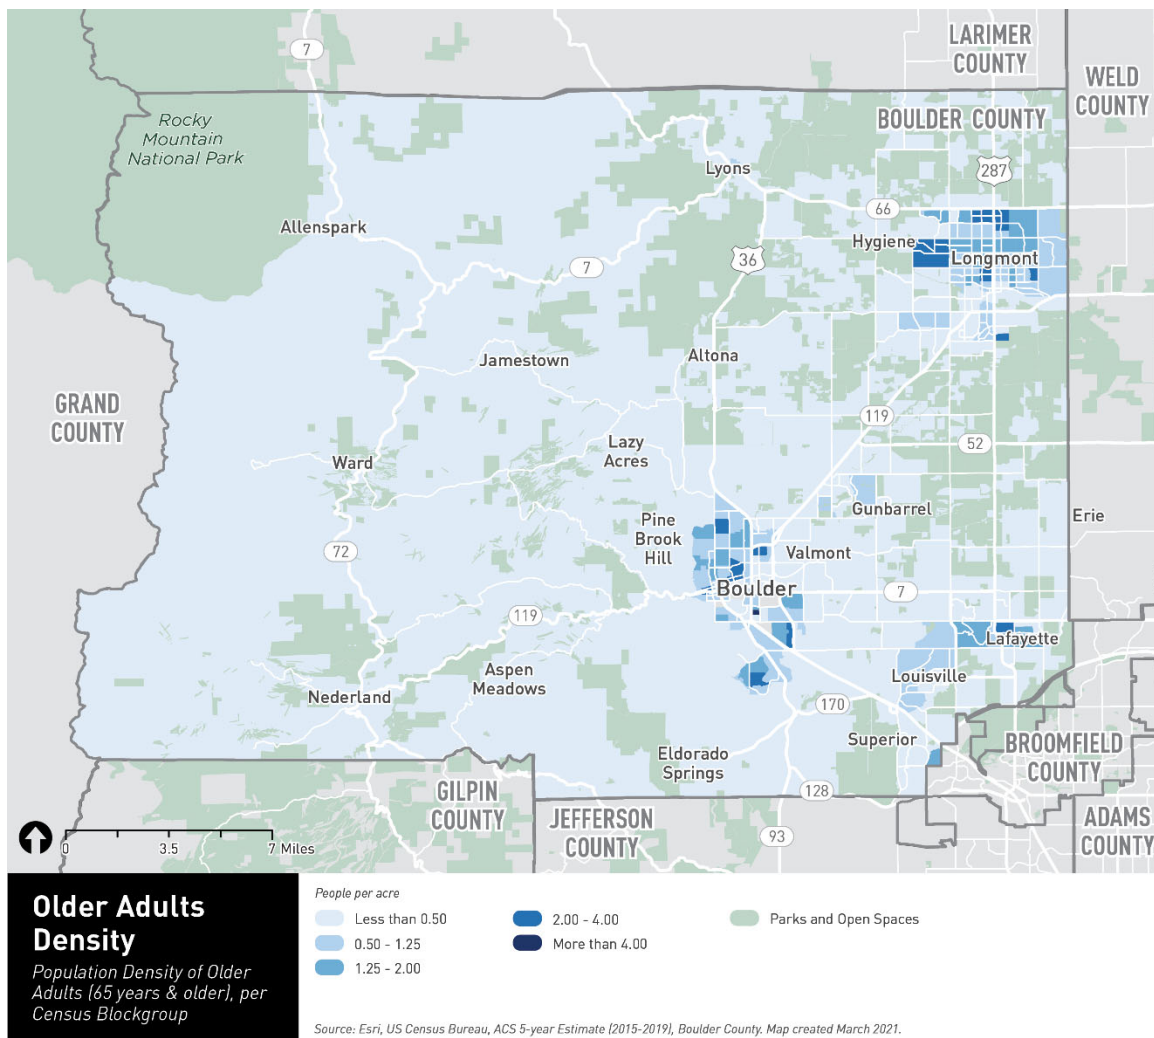 7
LARIMER
COUNTY
WELD
COUNTY
Rocky
Mountain
National Park
BOULDER COUNTY
Lyons
287
66
Allenspark
Hygiene
36
Longmont
7
Jamestown
Altona
GRAND
COUNTY
119
Lazy
Acres
52
Ward
Pine
Brook
Hill
Gunbarrel
Erie
72
Valmont
Boulder
7
119
Lafayette
Aspen
Meadows
Louisville
Nederland
170
Superior
Eldorado
Springs
BROOMFIELD
COUNTY
GILPIN
COUNTY
128
JEFFERSON
COUNTY
93
ADAMS
COUNTY
0 3.5 7 Miles
Older Adults
Density
Population Density of Older
Adults (65 years & older), per
Census Blockgroup
People per acre
Less than 0.50
0.50 - 1.25
1.25 - 2.00
2.00 - 4.00
More than 4.00
Parks and Open Spaces
Source: Esri, US Census Bureau, ACS 5-year Estimate (2015-2019), Boulder County. Map created March 2021.